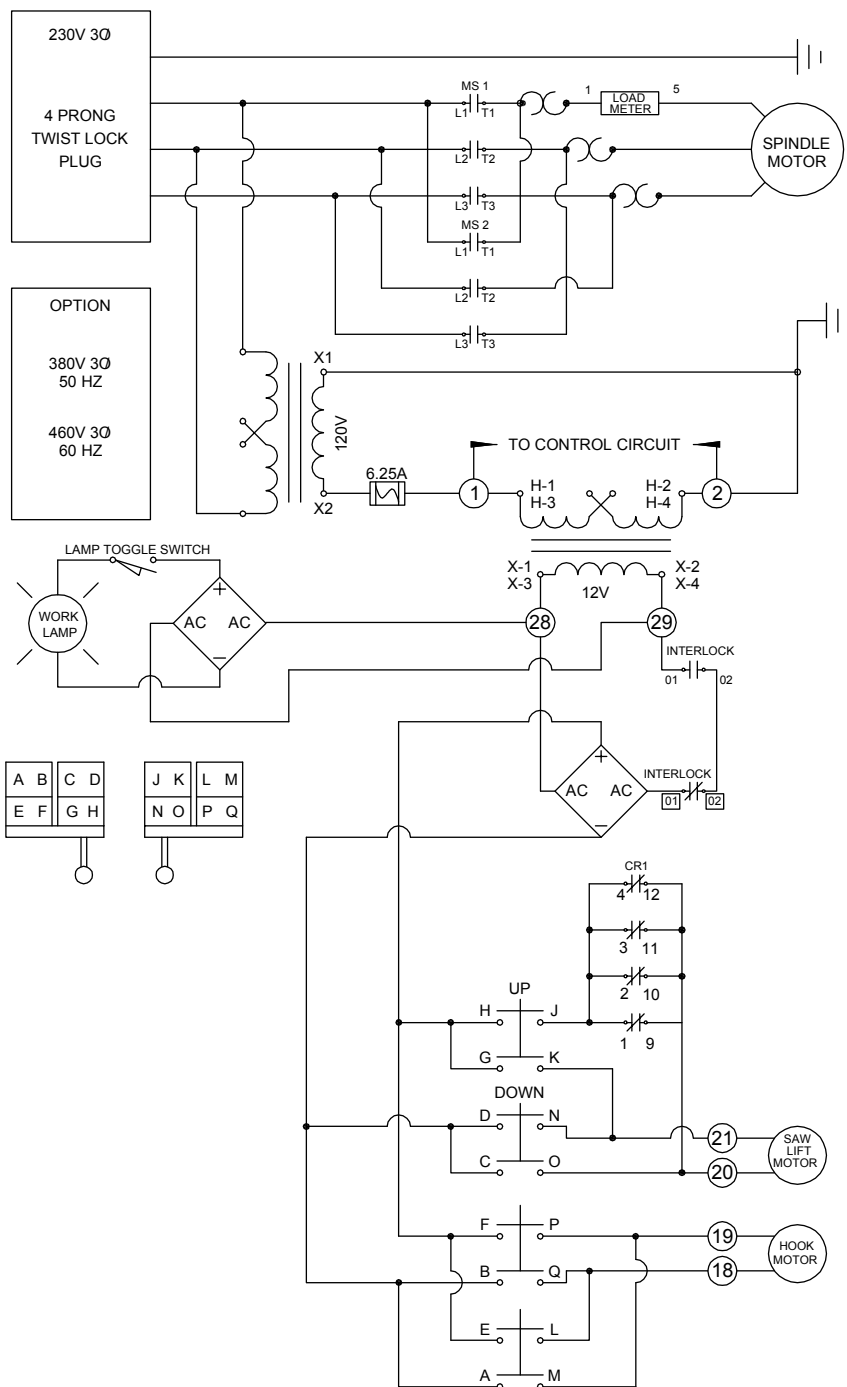 230V 3Ø
4 PRONG
TWIST LOCK
PLUG
MS 1
L1 T1
1
LOAD
METER
5
SPINDLE
MOTOR
L2 T2
L3 T3
MS 2
L1 T1
L2 T2
L3 T3
OPTION
380V 3Ø
50 HZ
460V 3Ø
60 HZ
X1
120V
X2
6.25A
TO CONTROL CIRCUIT
1
H-1
H-3
H-2
H-4
2
X-1
X-3
12V
X-2
X-4
LAMP TOGGLE SWITCH
WORK
LAMP
+
AC AC
–
28
29
INTERLOCK
01 02
+
AC AC
–
INTERLOCK
01 02
A B C D
E F G H
J K L M
N O P Q
CR1
4 12
3 11
2 10
1 9
UP
H J
G K
DOWN
D N
C O
21
20
SAW
LIFT
MOTOR
F P
B Q
19
18
HOOK
MOTOR
E L
A M